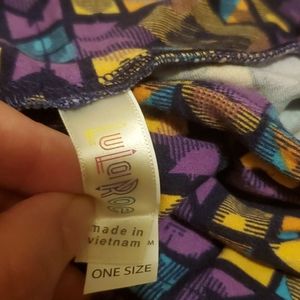 LuLaRoe
made in
vietnam M
ONE SIZE